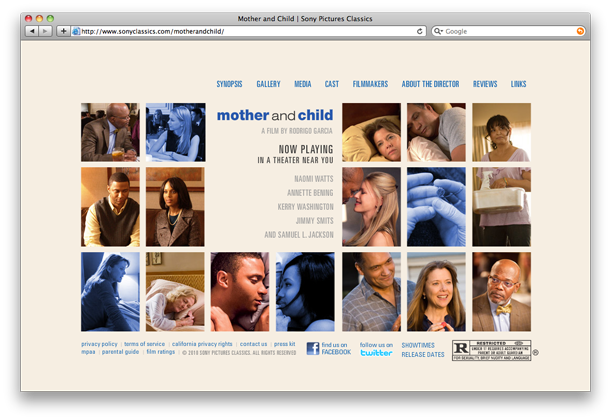 Mother and Child | Sony Pictures Classics
http://www.sonyclassics.com/motherandchild/
Google
SYNOPSIS GALLERY MEDIA CAST FILMMAKERS ABOUT THE DIRECTOR REVIEWS LINKS
mother and child
A FILM BY RODRIGO GARCIA
NOW PLAYING
IN A THEATER NEAR YOU
NAOMI WATTS
ANNETTE BENING
KERRY WASHINGTON
JIMMY SMITS
AND SAMUEL L. JACKSON
privacy policy | terms of service | california privacy rights | contact us | press kit
mpaa | parental guide | film ratings | © 2010 SONY PICTURES CLASSICS, ALL RIGHTS RESERVED
find us on
FACEBOOK
follow us on
twitter
SHOWTIMES
RELEASE DATES
R RESTRICTED
UNDER 17 REQUIRES ACCOMPANYING
PARENT OR ADULT GUARDIAN
FOR SEXUALITY, BRIEF NUDITY AND LANGUAGE
®